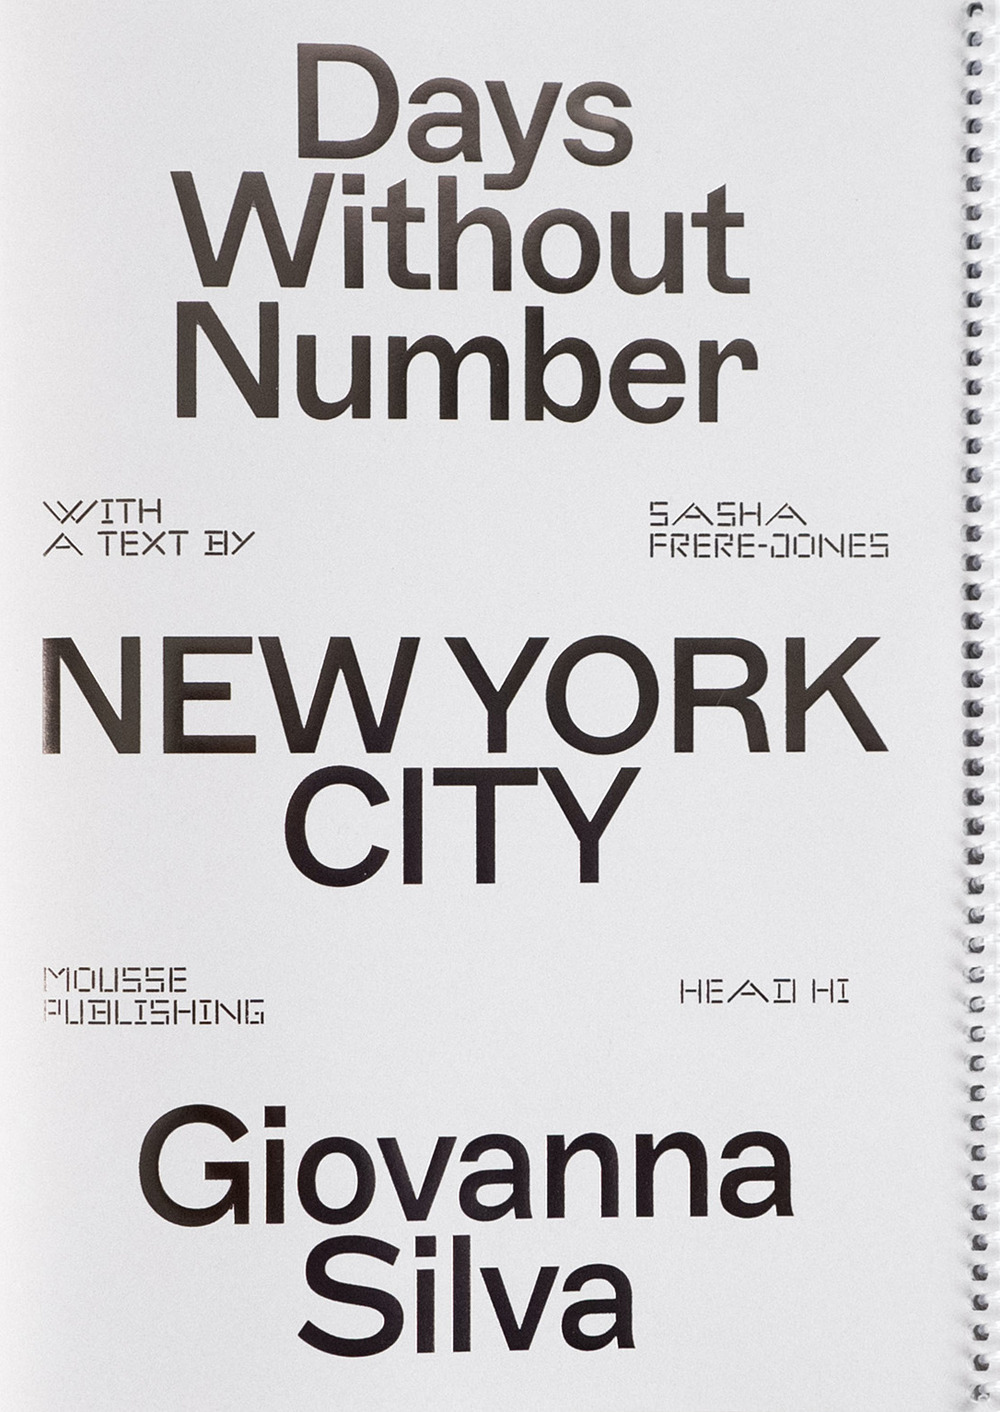 Days
Without
Number
WITH
A TEXT BY
SASHA
FRERE-JONES
NEW YORK
CITY
MOUSSE
PUBLISHING
HEAD HI
Giovanna
Silva